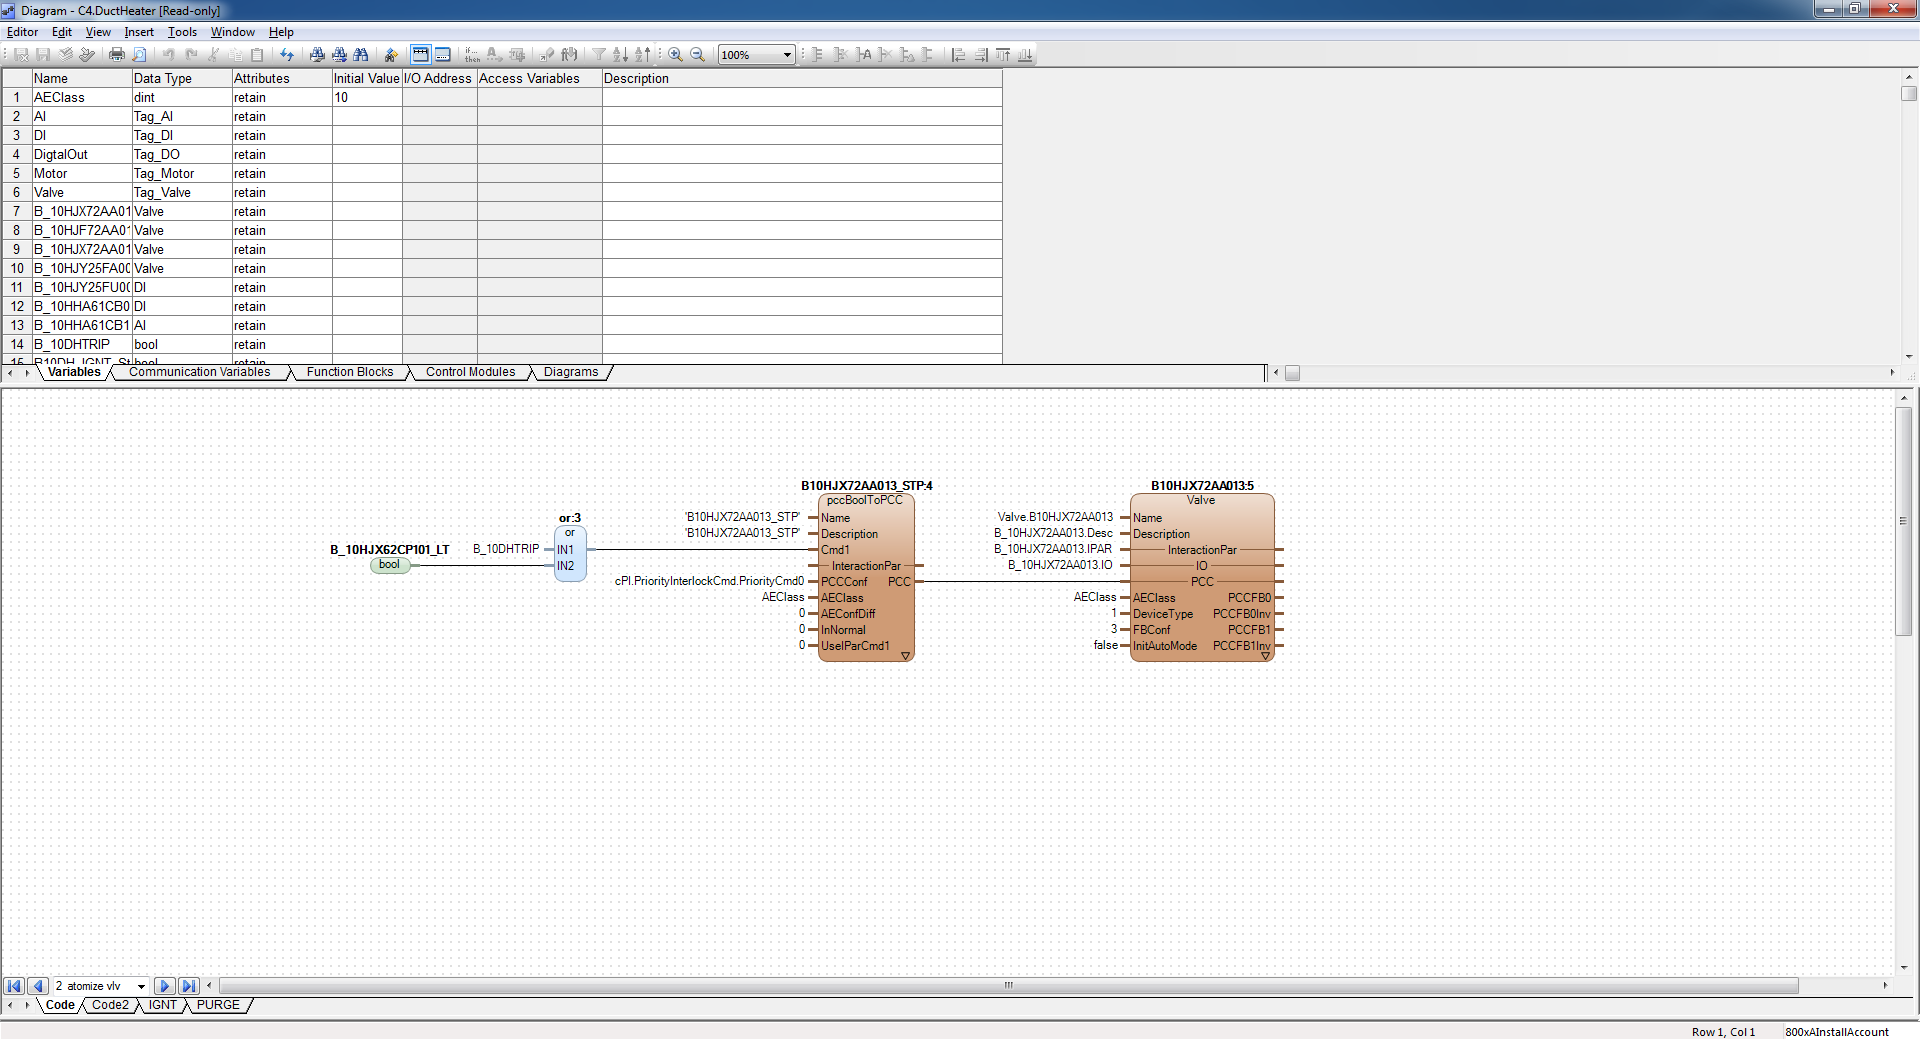 Diagram - C4.DuctHeater [Read-only]
Editor Edit View Insert Tools Window Help
if... then 100%
Name Data Type Attributes Initial Value I/O Address Access Variables Description
1 AEClass dint retain 10
2 AI Tag_AI retain
3 DI Tag_DI retain
4 DigtalOut Tag_DO retain
5 Motor Tag_Motor retain
6 Valve Tag_Valve retain
7 B_10HJX72AA01 Valve retain
8 B_10HJF72AA01 Valve retain
9 B_10HJX72AA01 Valve retain
10 B_10HJY25FA00 Valve retain
11 B_10HJY25FU00 DI retain
12 B_10HHA61CB0 DI retain
13 B_10HHA61CB1 AI retain
14 B_10DHTRIP bool retain
15 B10DH_IGNT_St bool retain
Variables Communication Variables Function Blocks Control Modules Diagrams
B10HJX72AA013_STP:4 B10HJX72AA013:5
pccBoolToPCC Valve
or:3 'B10HJX72AA013_STP' Name Valve.B10HJX72AA013 Name
or 'B10HJX72AA013_STP' Description B_10HJX72AA013.Desc Description
B_10HJX62CP101_LT B_10DHTRIP IN1 Cmd1 B_10HJX72AA013.IPAR InteractionPar
bool IN2 InteractionPar B_10HJX72AA013.IO IO
cPI.PriorityInterlockCmd.PriorityCmd0 PCCConf PCC PCC
AEClass AEClass AEClass AEClass PCCFB0
0 AEConfDiff 1 DeviceType PCCFB0Inv
0 InNormal 3 FBConf PCCFB1
0 UseIParCmd1 false InitAutoMode PCCFB1Inv
2 atomize vlv
Code Code2 IGNT PURGE
Row 1, Col 1 800xAInstallAccount